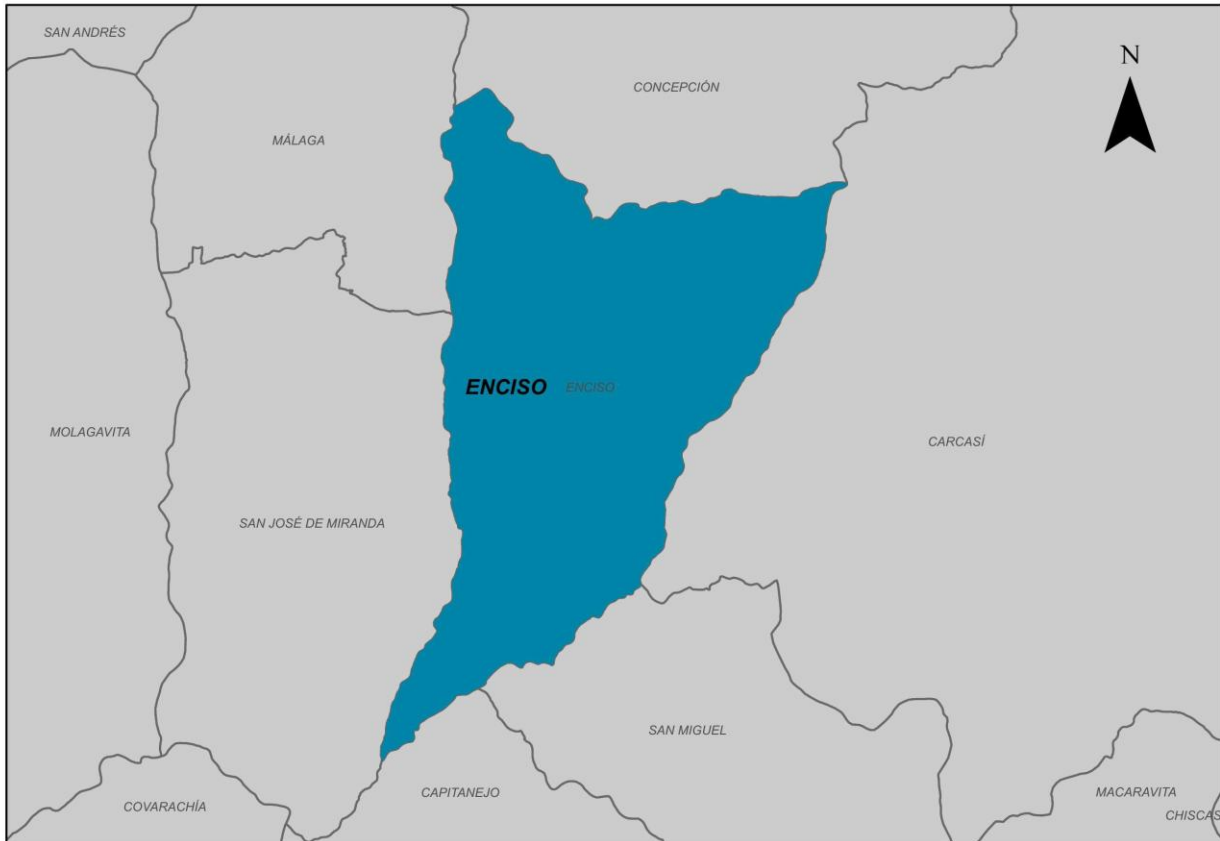 SAN ANDRÉS
CONCEPCIÓN
N
MÁLAGA
ENCISO ENCISO
MOLAGAVITA
CARCASÍ
SAN JOSÉ DE MIRANDA
SAN MIGUEL
CAPITANEJO
MACARAVITA
COVARACHÍA
CHISCAS